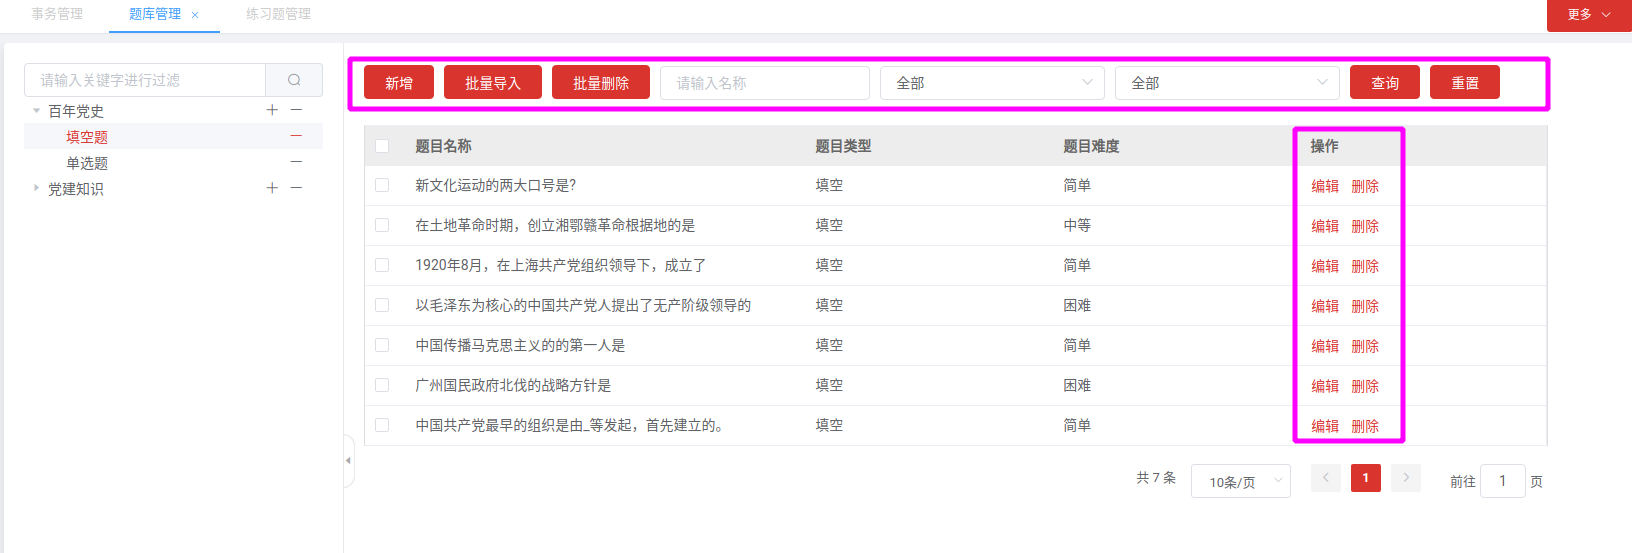 事务管理 题库管理 × 练习题管理 更多
请输入关键字进行过滤
新增 批量导入 批量删除 请输入名称 全部 全部 查询 重置
百年党史
填空题
单选题
党建知识
题目名称 题目类型 题目难度 操作
新文化运动的两大口号是? 填空 简单 编辑 删除
在土地革命时期，创立湘鄂赣革命根据地的是 填空 中等 编辑 删除
1920年8月，在上海共产党组织领导下，成立了 填空 简单 编辑 删除
以毛泽东为核心的中国共产党人提出了无产阶级领导的 填空 困难 编辑 删除
中国传播马克思主义的的第一人是 填空 简单 编辑 删除
广州国民政府北伐的战略方针是 填空 困难 编辑 删除
中国共产党最早的组织是由_等发起，首先建立的。 填空 简单 编辑 删除
共 7 条 10条/页 1 前往 1 页